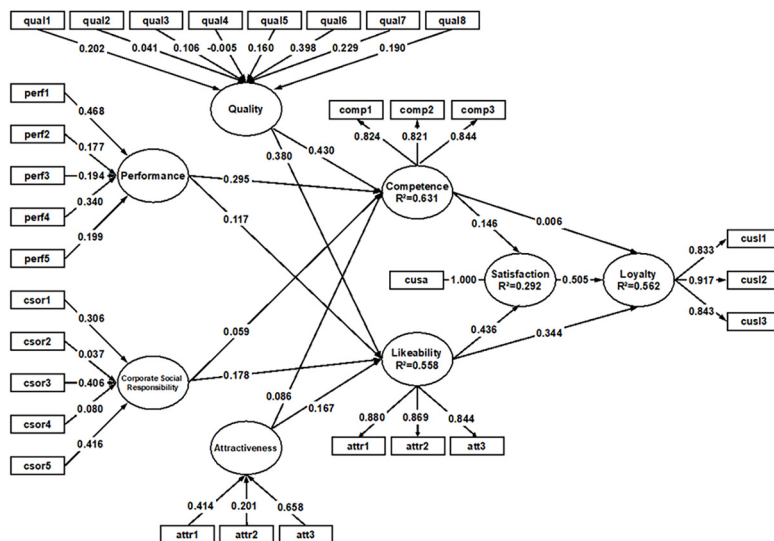 qual1 qual2 qual3 qual4 qual5 qual6 qual7 qual8
0.202 0.041 0.106 -0.005 0.160 0.398 0.229 0.190
Quality
perf1
perf2
perf3
perf4
perf5
0.468
0.177
0.194
0.340
0.199
Performance
comp1 comp2 comp3
0.824 0.821 0.844
0.430
0.380
0.295
0.117
Competence
R²=0.631
0.146
0.006
cusa
1.000
Satisfaction
R²=0.292
0.505
Loyalty
R²=0.562
0.833
0.917
0.843
cusl1
cusl2
cusl3
csor1
csor2
csor3
csor4
csor5
0.306
0.037
0.406
0.080
0.416
Corporate Social
Responsibility
0.059
0.178
0.436
0.344
Likeability
R²=0.558
0.086
0.167
0.880 0.869 0.844
attr1 attr2 att3
Attractiveness
0.414 0.201 0.658
attr1 attr2 att3